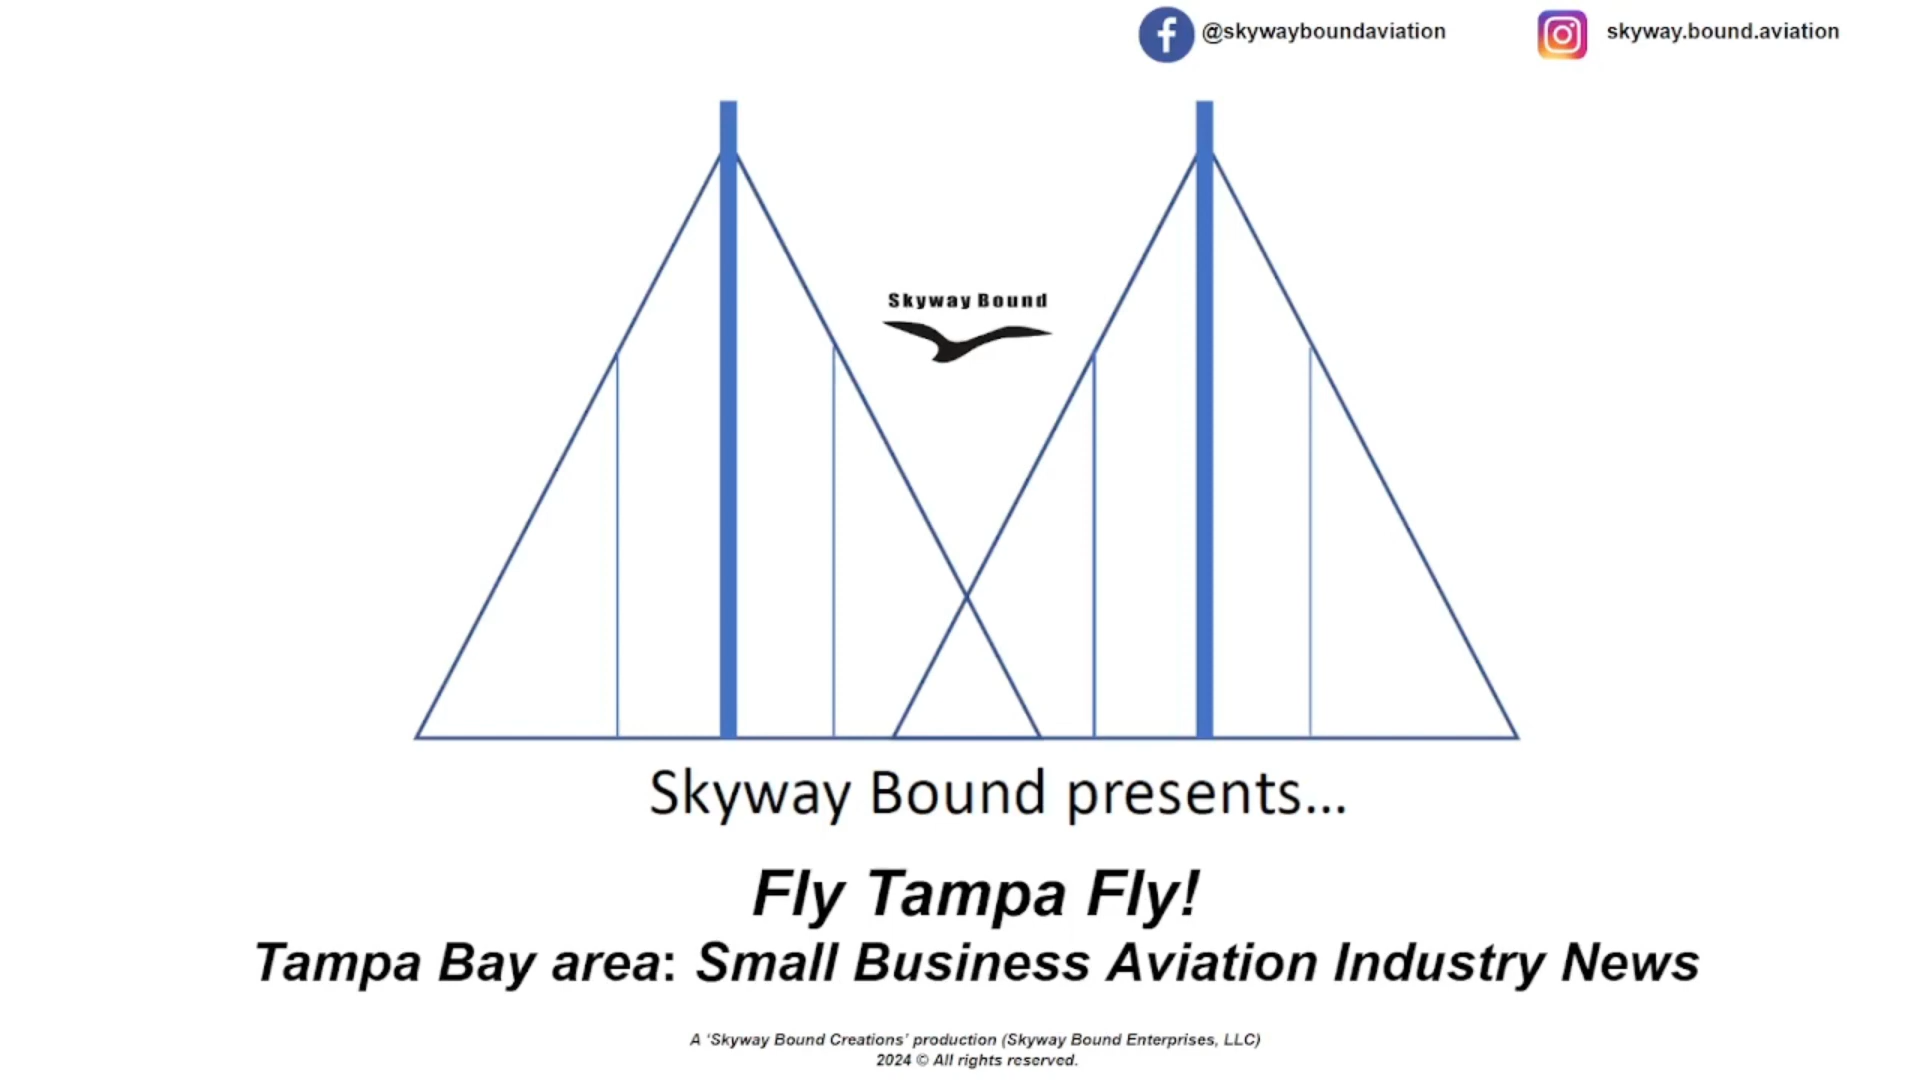 @skywayboundaviation
skyway.bound.aviation
Skyway Bound
Skyway Bound presents...
Fly Tampa Fly!
Tampa Bay area: Small Business Aviation Industry News
A ‘Skyway Bound Creations’ production (Skyway Bound Enterprises, LLC)
2024 © All rights reserved.